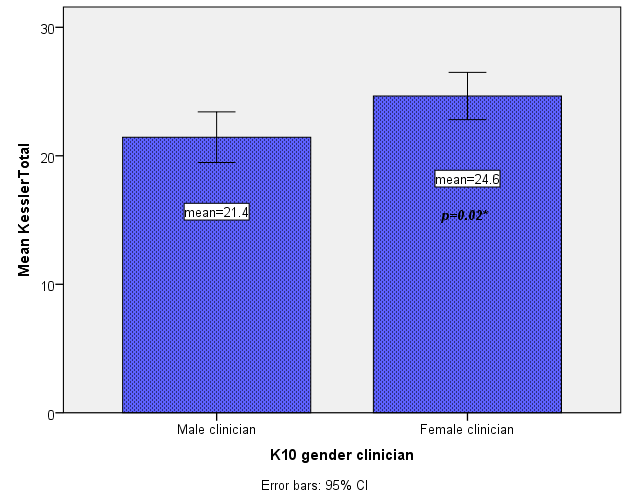 30
20
10
0
Mean KesslerTotal
mean=21.4
mean=24.6
p=0.02*
Male clinician
Female clinician
K10 gender clinician
Error bars: 95% CI